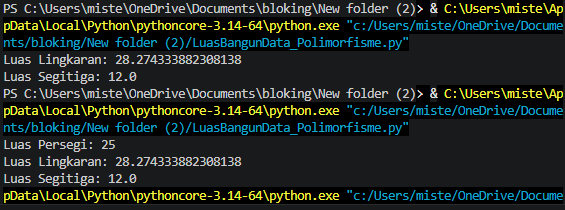 PS C:\Users\miste\OneDrive\Documents\bloking\New folder (2)> & C:\Users\miste\Ap
pData\Local\Python\pythoncore-3.14-64\python.exe "c:/Users/miste/OneDrive/Docume
nts/bloking/New folder (2)/LuasBangunData_Polimorfisme.py"
Luas Lingkaran: 28.274333882308138
Luas Segitiga: 12.0
PS C:\Users\miste\OneDrive\Documents\bloking\New folder (2)> & C:\Users\miste\Ap
pData\Local\Python\pythoncore-3.14-64\python.exe "c:/Users/miste/OneDrive/Docume
nts/bloking/New folder (2)/LuasBangunData_Polimorfisme.py"
Luas Persegi: 25
Luas Lingkaran: 28.274333882308138
Luas Segitiga: 12.0
pData\Local\Python\pythoncore-3.14-64\python.exe "c:/Users/miste/OneDrive/Docume